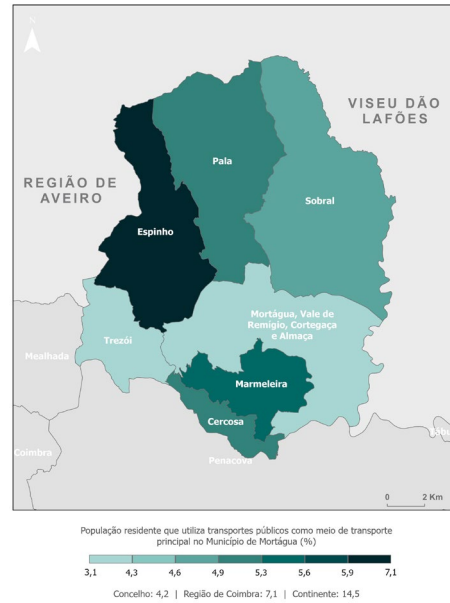 N
VISEU DÃO
LAFÕES
Pala
REGIÃO DE
AVEIRO
Sobral
Espinho
Mortágua, Vale de
Remígio, Cortegaça
e Almaça
Trezói
Mealhada
Marmeleira
Cercosa
Coimbra
Penacova
0 2 Km
População residente que utiliza transportes públicos como meio de transporte
principal no Município de Mortágua (%)
3,1 4,3 4,6 4,9 5,3 5,6 5,9 7,1
Concelho: 4,2 | Região de Coimbra: 7,1 | Continente: 14,5